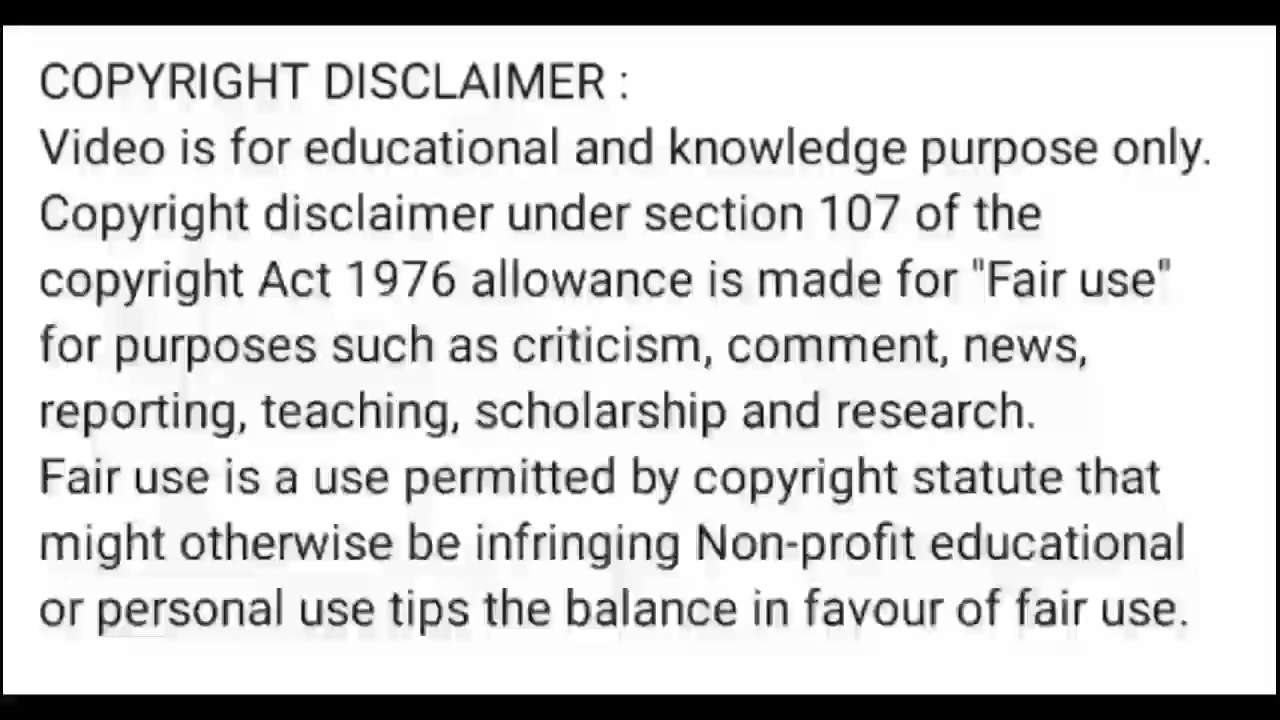 COPYRIGHT DISCLAIMER :
Video is for educational and knowledge purpose only.
Copyright disclaimer under section 107 of the
copyright Act 1976 allowance is made for "Fair use"
for purposes such as criticism, comment, news,
reporting, teaching, scholarship and research.
Fair use is a use permitted by copyright statute that
might otherwise be infringing Non-profit educational
or personal use tips the balance in favour of fair use.